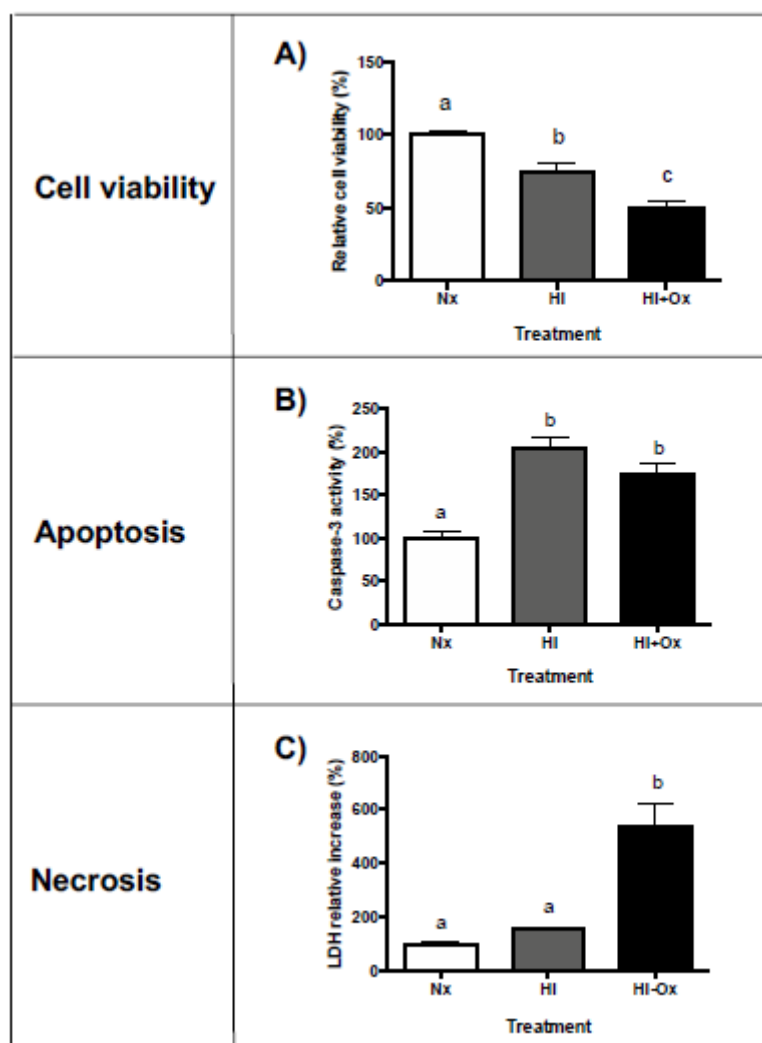 Cell viability
A)
Relative cell viability (%)
150
100
50
0
a
b
c
Nx HI HI+Ox
Treatment
Apoptosis
B)
Caspase-3 activity (%)
250
200
150
100
50
0
a
b
b
Nx HI HI+Ox
Treatment
Necrosis
C)
LDH relative increase (%)
800
600
400
200
0
a
a
b
Nx HI HI-Ox
Treatment